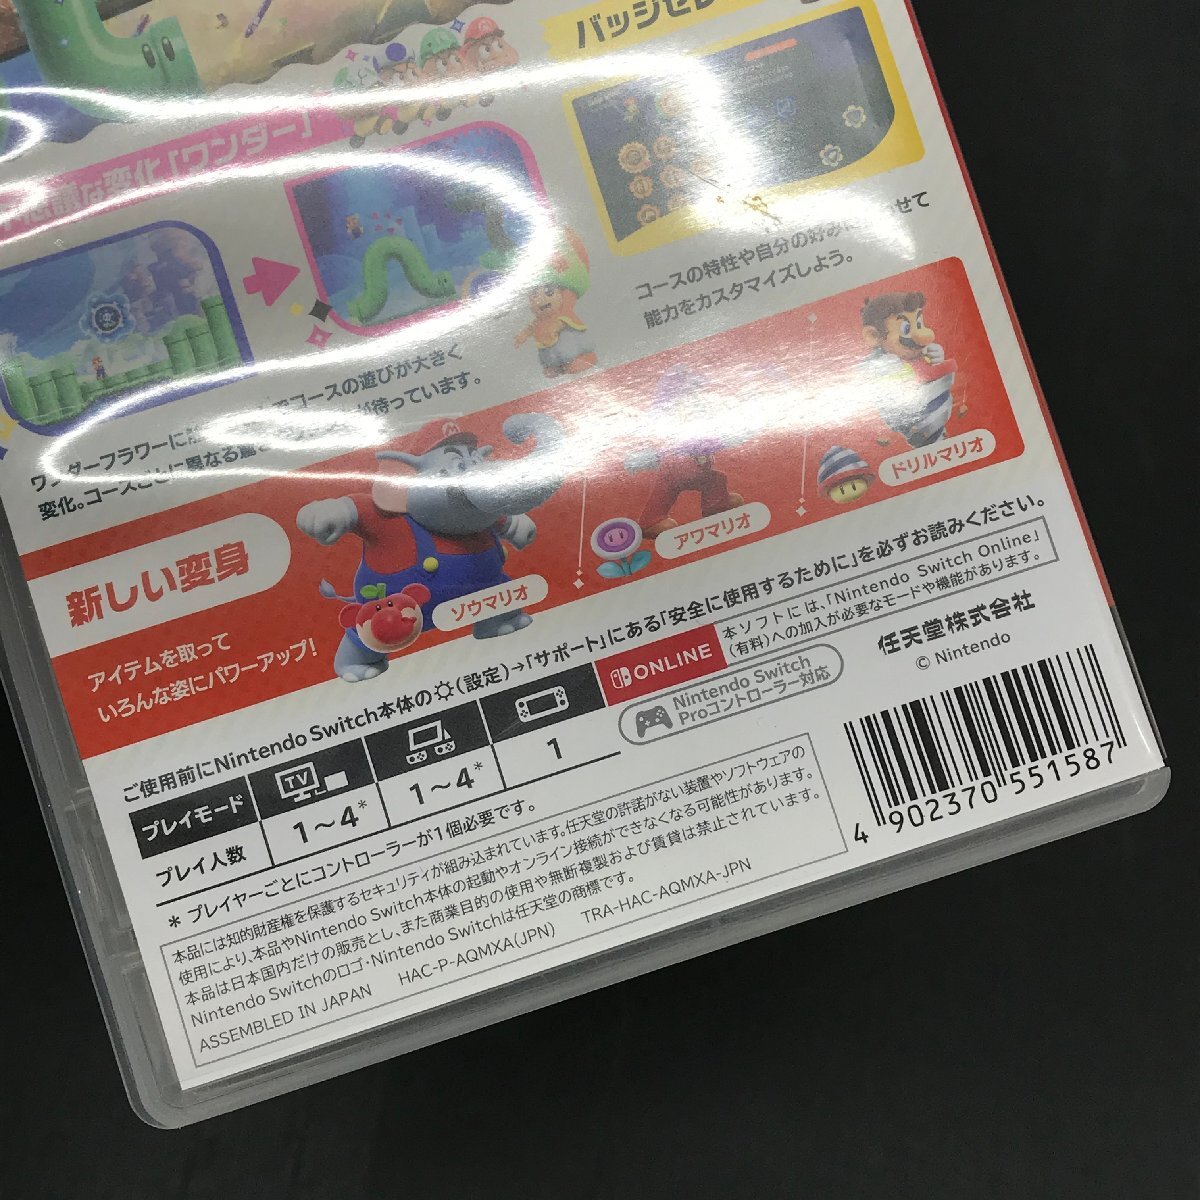 バッジセレ
不思議な変化「ワンダー」
せて
コースの特性や自分の好みに
能力をカスタマイズしよう。
コースの遊びが大きく
が待っています。
ワンダーフラワーに
変化。コースごとに異なる
新しい変身
アイテムを取って
いろんな姿にパワーアップ!
ゾウマリオ
アワマリオ
ドリルマリオ
ご使用前にNintendo Switch本体の(設定)→「サポート」にある「安全に使用するために」を必ずお読みください。
プレイモード
TV
プレイ人数
1～4*
1～4*
1
* プレイヤーごとにコントローラーが1個必要です。
ONLINE
本ソフトには、「Nintendo Switch Online」
(有料)への加入が必要なモードや機能があります。
Nintendo Switch
Proコントローラー対応
任天堂株式会社
© Nintendo
本品には知的財産権を保護するセキュリティが組み込まれています。任天堂の許諾がない装置やソフトウェアの
使用により、本品やNintendo Switch本体の起動やオンライン接続ができなくなる可能性があります。
本品は日本国内だけの販売とし、また商業目的の使用や無断複製および賃貸は禁止されています。
Nintendo Switchのロゴ・Nintendo Switchは任天堂の商標です。
ASSEMBLED IN JAPAN HAC-P-AQMXA(JPN) TRA-HAC-AQMXA-JPN
4 902370 551587